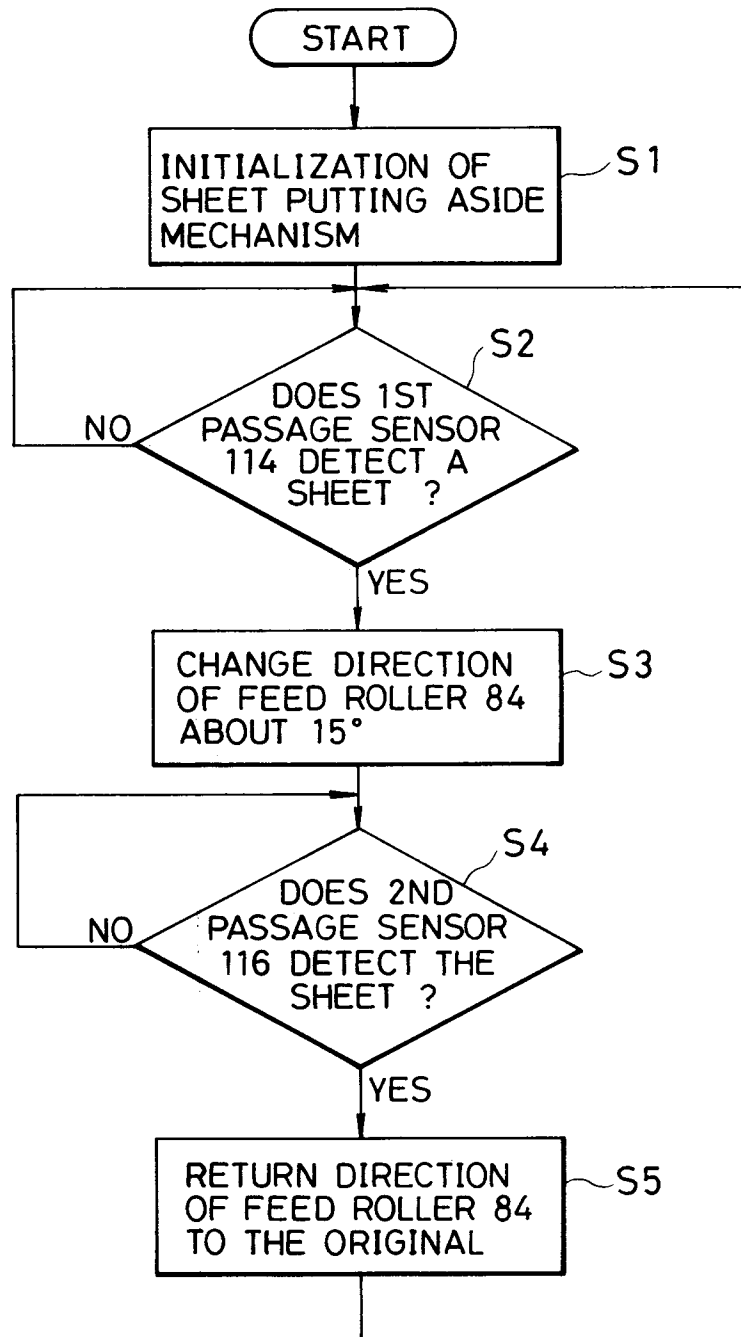 START
INITIALIZATION OF
SHEET PUTTING ASIDE
MECHANISM
S1
DOES 1ST
PASSAGE SENSOR
114 DETECT A
SHEET ?
S2
NO
YES
CHANGE DIRECTION
OF FEED ROLLER 84
ABOUT 15°
S3
DOES 2ND
PASSAGE SENSOR
116 DETECT THE
SHEET ?
S4
NO
YES
RETURN DIRECTION
OF FEED ROLLER 84
TO THE ORIGINAL
S5